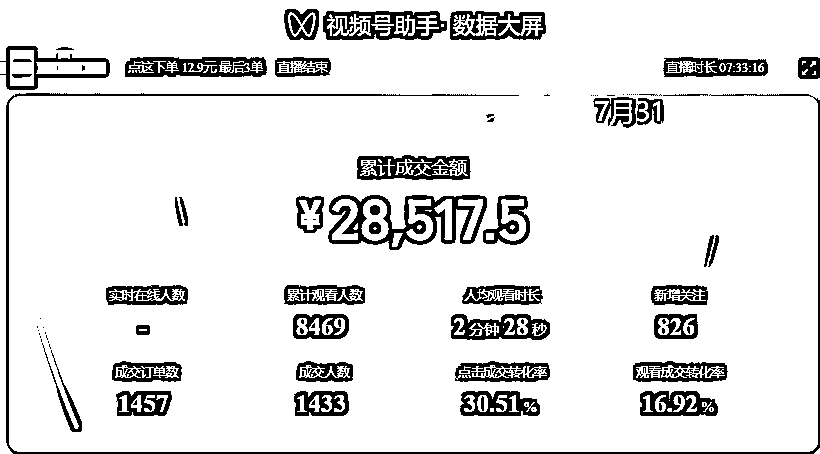 视频号助手·数据大屏
点这下单 12.9元 最后3单 直播结束 直播时长 07:33:16
7月31
累计成交金额
¥28,517.5
实时在线人数 累计观看人数 人均观看时长 新增关注
- 8469 2分钟28秒 826
成交订单数 成交人数 点击成交转化率 观看成交转化率
1457 1433 30.51% 16.92%